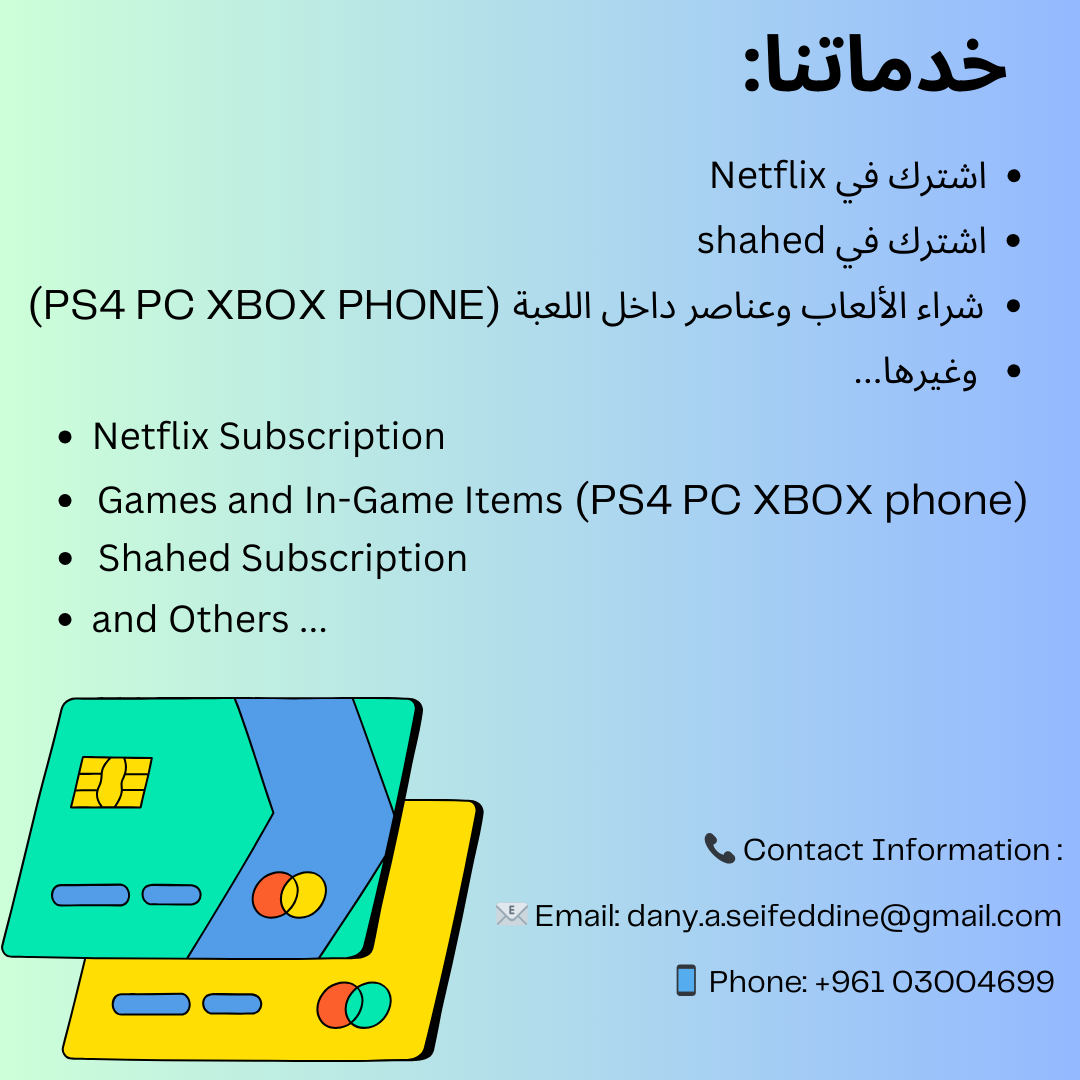 خدماتنا:
اشترك في Netflix
اشترك في shahed
شراء الألعاب وعناصر داخل اللعبة (PS4 PC XBOX PHONE)
وغيرها...
Netflix Subscription
Games and In-Game Items (PS4 PC XBOX phone)
Shahed Subscription
and Others ...
📞 Contact Information :
📧 Email: dany.a.seifeddine@gmail.com
📱 Phone: +961 03004699